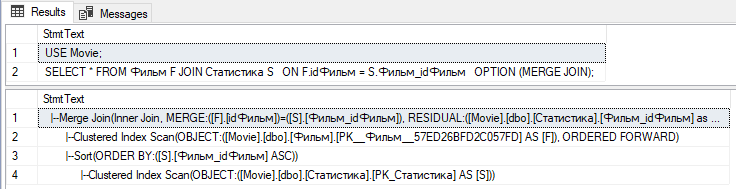 Results Messages
StmtText
1 USE Movie;
2 SELECT * FROM Фильм F JOIN Статистика S ON F.idФильм = S.Фильм_idФильм OPTION (MERGE JOIN);
StmtText
1 |--Merge Join(Inner Join, MERGE:([F].[idФильм])=([S].[Фильм_idФильм]), RESIDUAL:([Movie].[dbo].[Статистика].[Фильм_idФильм] as ...
2 |--Clustered Index Scan(OBJECT:([Movie].[dbo].[Фильм].[PK__Фильм__57ED26BFD2C057FD] AS [F]), ORDERED FORWARD)
3 |--Sort(ORDER BY:([S].[Фильм_idФильм] ASC))
4 |--Clustered Index Scan(OBJECT:([Movie].[dbo].[Статистика].[PK_Статистика] AS [S]))